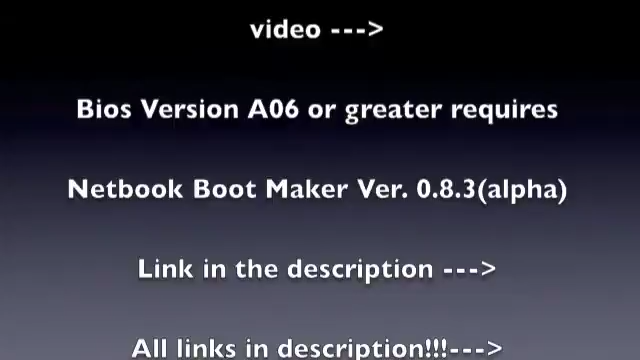 video --->
Bios Version A06 or greater requires
Netbook Boot Maker Ver. 0.8.3(alpha)
Link in the description --->
All links in description!!!--->